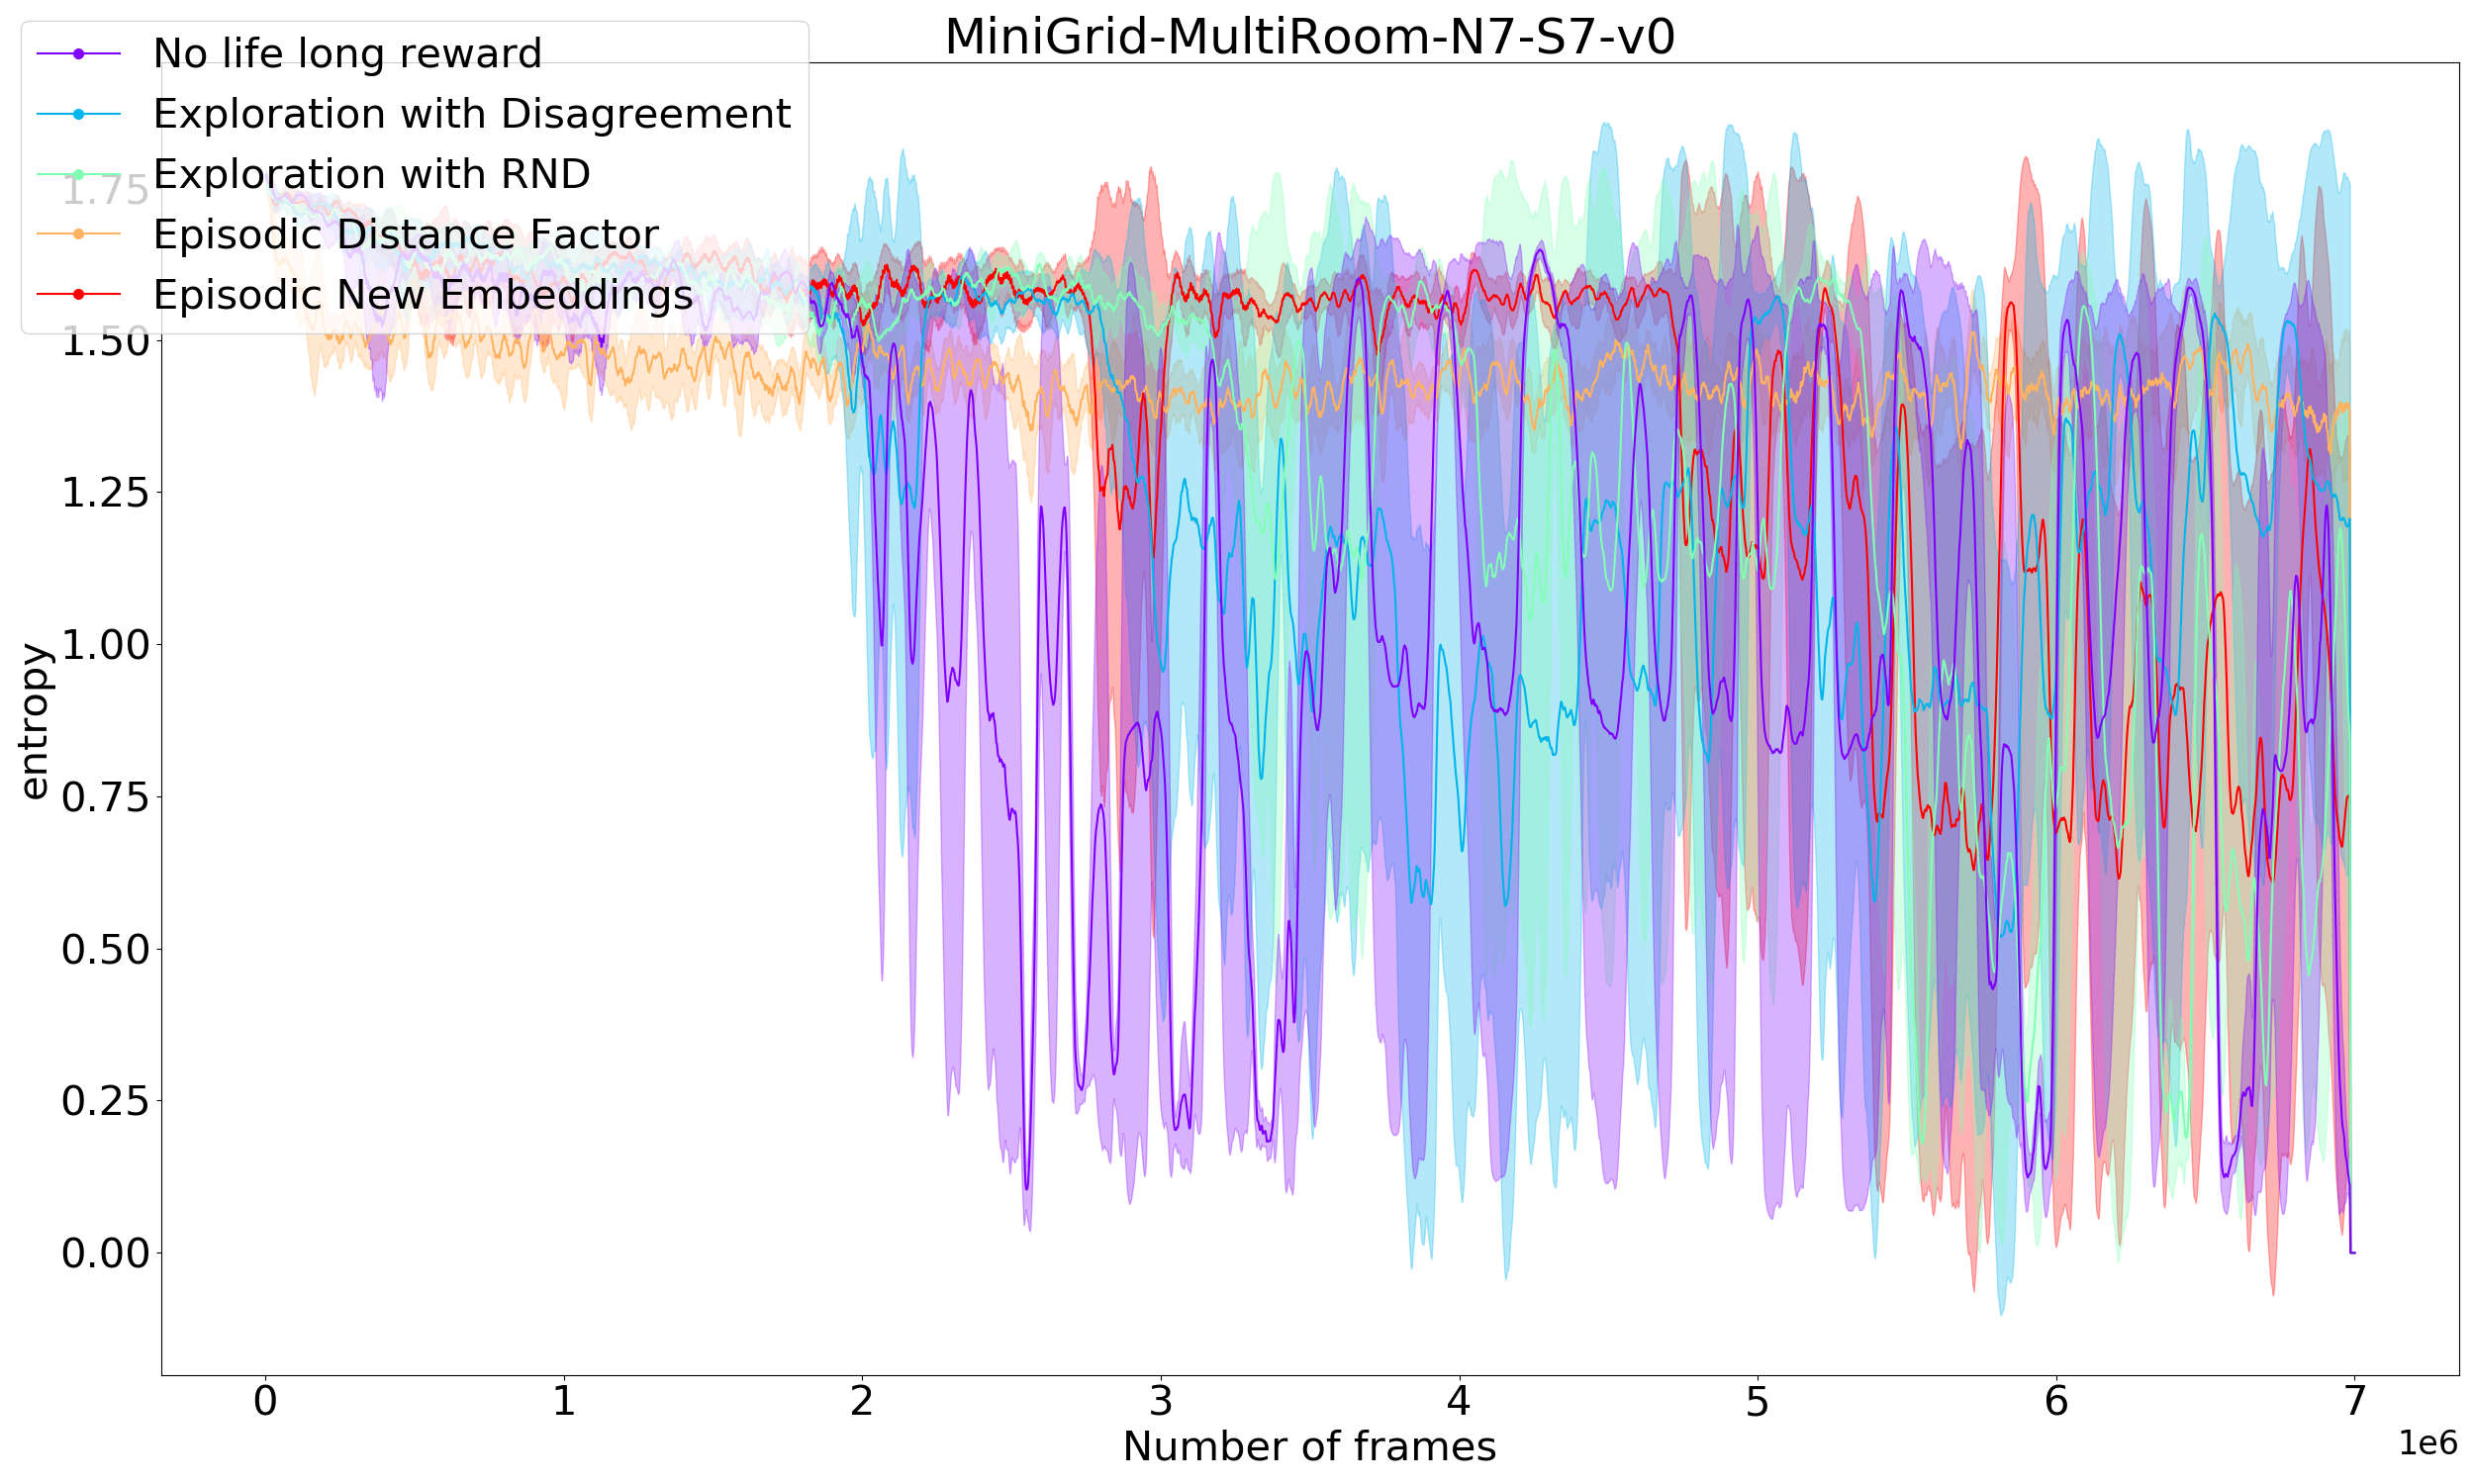 MiniGrid-MultiRoom-N7-S7-v0
No life long reward
Exploration with Disagreement
Exploration with RND
Episodic Distance Factor
Episodic New Embeddings
entropy
1.75
1.50
1.25
1.00
0.75
0.50
0.25
0.00
0 1 2 3 4 5 6 7
Number of frames
1e6